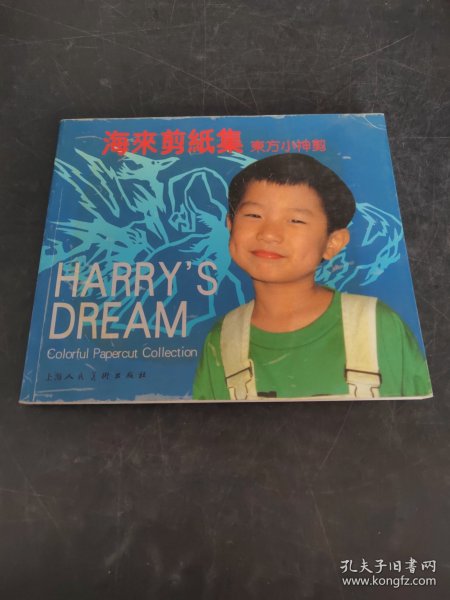 海來剪紙集 東方小神剪
HARRY'S
DREAM
Colorful Papercut Collection
上海人民美術出版社
孔夫子旧书网
www.kongfz.com